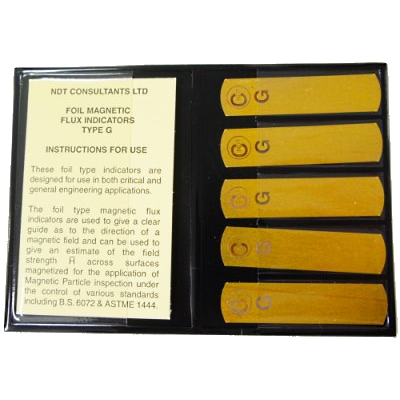 NDT CONSULTANTS LTD
FOIL MAGNETIC
FLUX INDICATORS
TYPE G
INSTRUCTIONS FOR USE
These foil type indicators are
designed for use in both critical and
general engineering applications.
The foil type magnetic flux
indicators are used to give a clear
guide as to the direction of a
magnetic field and can be used to
give an estimate of the field
strength H across surfaces
magnetized for the application of
Magnetic Particle inspection under
the control of various standards
including B.S. 6072 & ASTME 1444.
C G
C G
C G
C G
C G